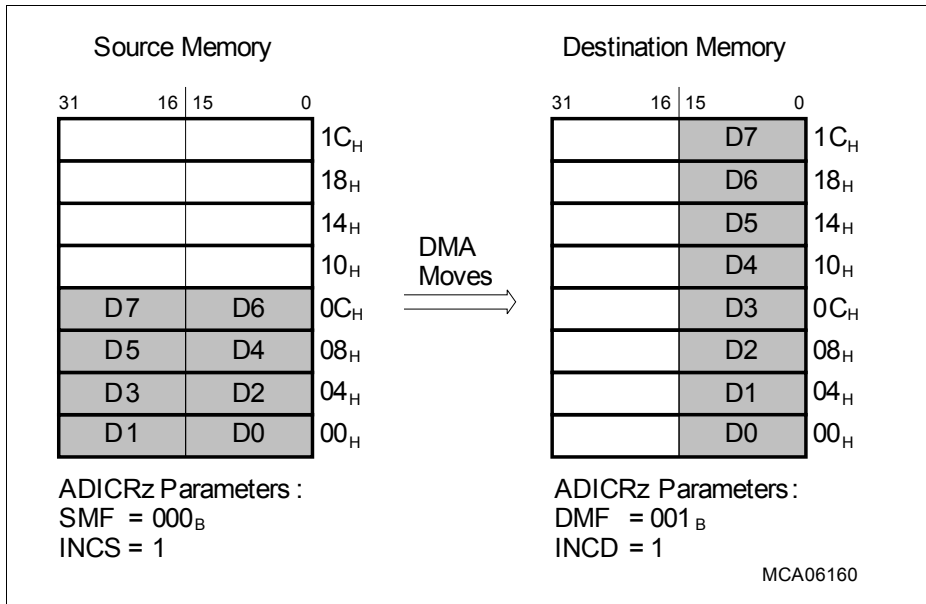 Source Memory Destination Memory
31 16 15 0 31 16 15 0
1CH D7 1CH
18H D6 18H
14H D5 14H
10H D4 10H
DMA
Moves
D7 D6 0CH D3 0CH
D5 D4 08H D2 08H
D3 D2 04H D1 04H
D1 D0 00H D0 00H
ADICRz Parameters : ADICRz Parameters :
SMF = 000B DMF = 001B
INCS = 1 INCD = 1
MCA06160